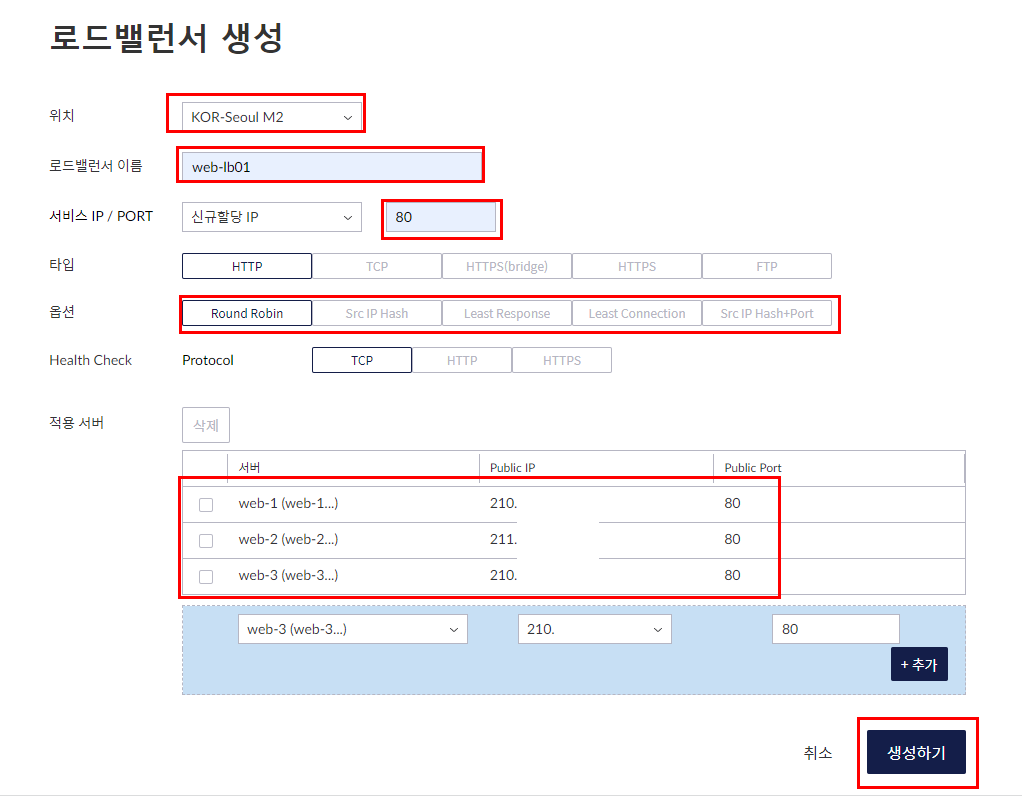 로드밸런서 생성
위치 KOR-Seoul M2
로드밸런서 이름 web-lb01
서비스 IP / PORT 신규할당 IP 80
타입 HTTP TCP HTTPS(bridge) HTTPS FTP
옵션 Round Robin Src IP Hash Least Response Least Connection Src IP Hash+Port
Health Check Protocol TCP HTTP HTTPS
적용 서버 삭제
서버 Public IP Public Port
web-1 (web-1...) 210. 80
web-2 (web-2...) 211. 80
web-3 (web-3...) 210. 80
web-3 (web-3...) 210. 80
+ 추가
취소 생성하기